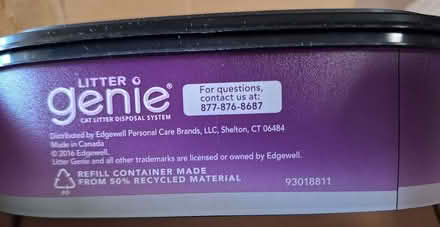 LITTER
genie®
CAT LITTER DISPOSAL SYSTEM
For questions,
contact us at:
877-876-8687
Distributed by Edgewell Personal Care Brands, LLC, Shelton, CT 06484
Made in Canada
© 2016 Edgewell.
Litter Genie and all other trademarks are licensed or owned by Edgewell.
REFILL CONTAINER MADE
FROM 50% RECYCLED MATERIAL
93018811